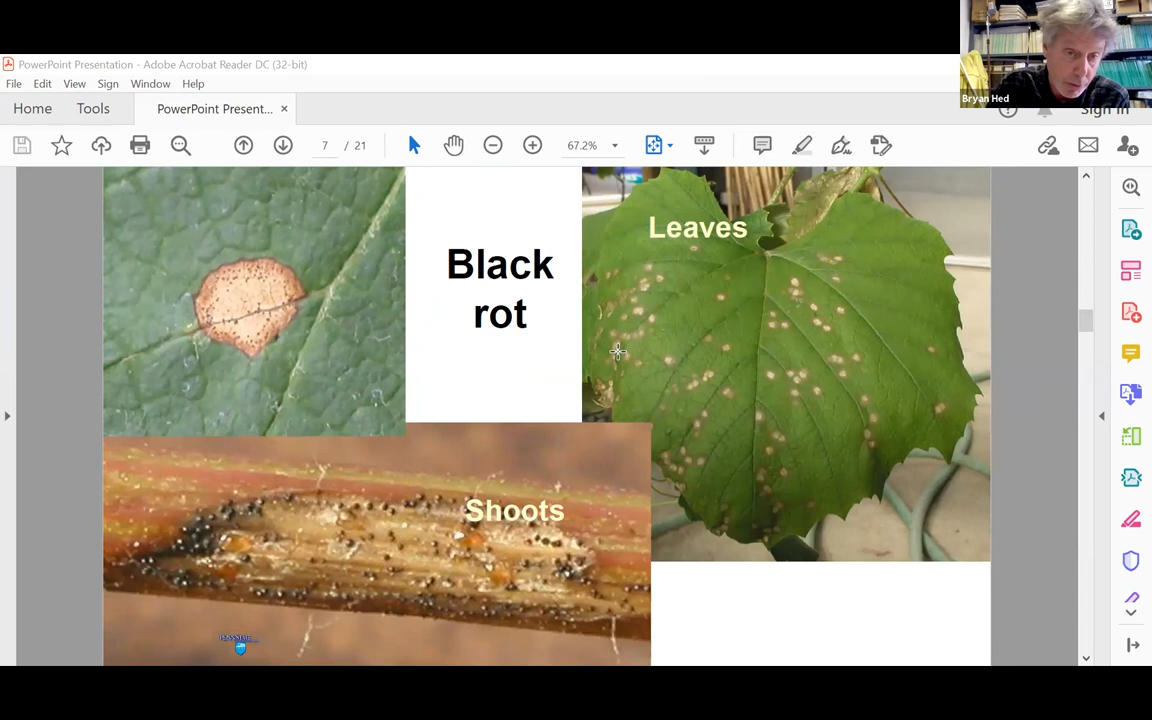 Bryan Hed
PowerPoint Presentation - Adobe Acrobat Reader DC (32-bit)
File Edit View Sign Window Help
Home Tools PowerPoint Present... ×
Sign In
7 / 21 67.2%
Leaves
Black
rot
Shoots